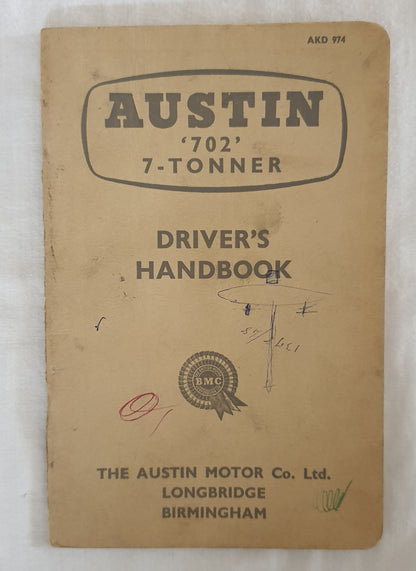 AKD 974
AUSTIN
'702'
7-TONNER
DRIVER'S
HANDBOOK
BMC
THE AUSTIN MOTOR Co. Ltd.
LONGBRIDGE
BIRMINGHAM